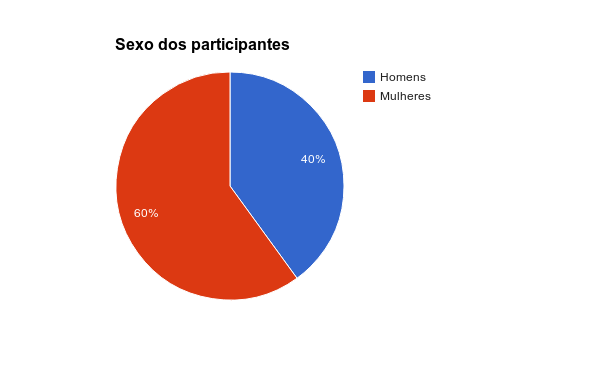 Sexo dos participantes
Homens
Mulheres
40%
60%